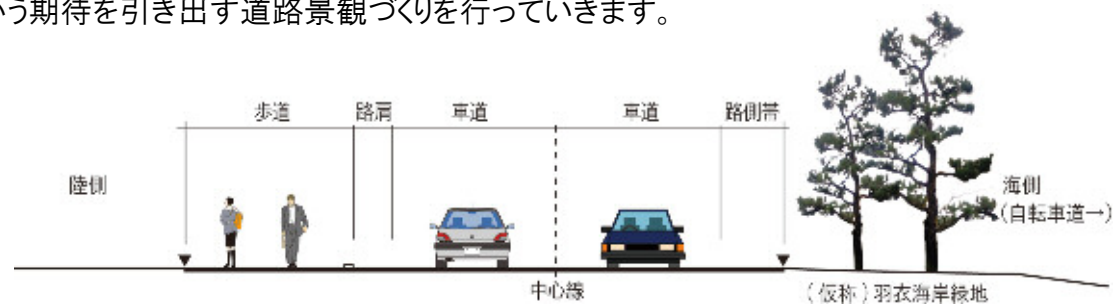 う期待を引き出す道路景観づくりを行っていきます。
歩道 路肩 車道 車道 路側帯
陸側
海側
(自転車道→)
中心線
(仮称)羽衣海岸緑地